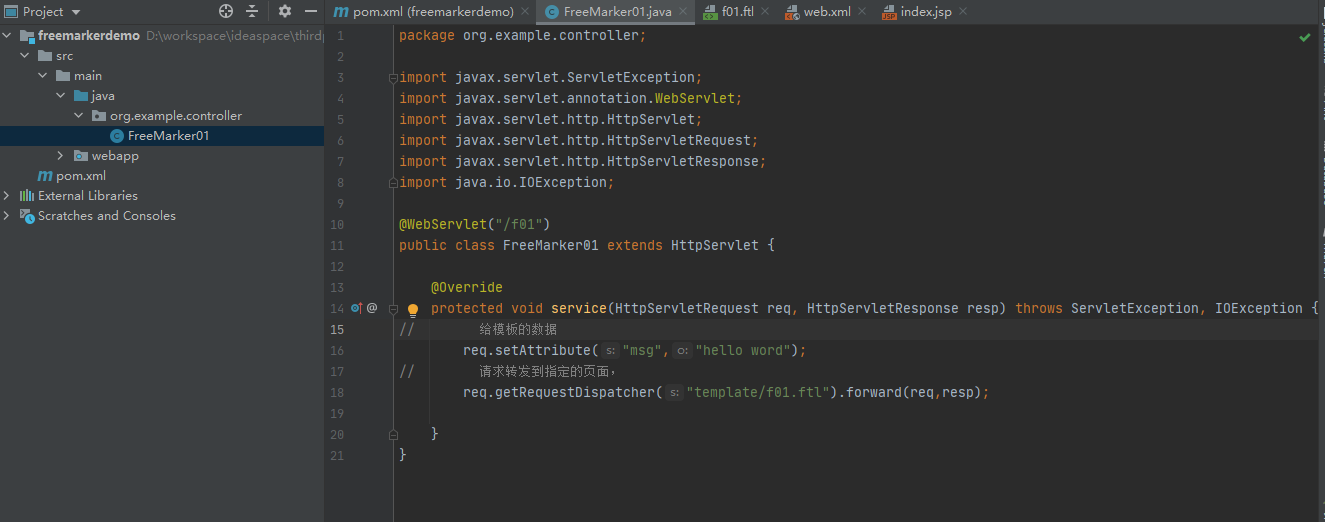 Project
pom.xml (freemarkerdemo)
FreeMarker01.java
f01.ftl
web.xml
index.jsp
freemarkerdemo D:\workspace\ideaspace\thirdp
src
main
java
org.example.controller
FreeMarker01
webapp
pom.xml
External Libraries
Scratches and Consoles
1 package org.example.controller;
2
3 import javax.servlet.ServletException;
4 import javax.servlet.annotation.WebServlet;
5 import javax.servlet.http.HttpServlet;
6 import javax.servlet.http.HttpServletRequest;
7 import javax.servlet.http.HttpServletResponse;
8 import java.io.IOException;
9
10 @WebServlet("/f01")
11 public class FreeMarker01 extends HttpServlet {
12
13 @Override
14 @ protected void service(HttpServletRequest req, HttpServletResponse resp) throws ServletException, IOException {
15 // 给模板的数据
16 req.setAttribute( s: "msg", o: "hello word");
17 // 请求转发到指定的页面,
18 req.getRequestDispatcher( s: "template/f01.ftl").forward(req,resp);
19
20 }
21 }